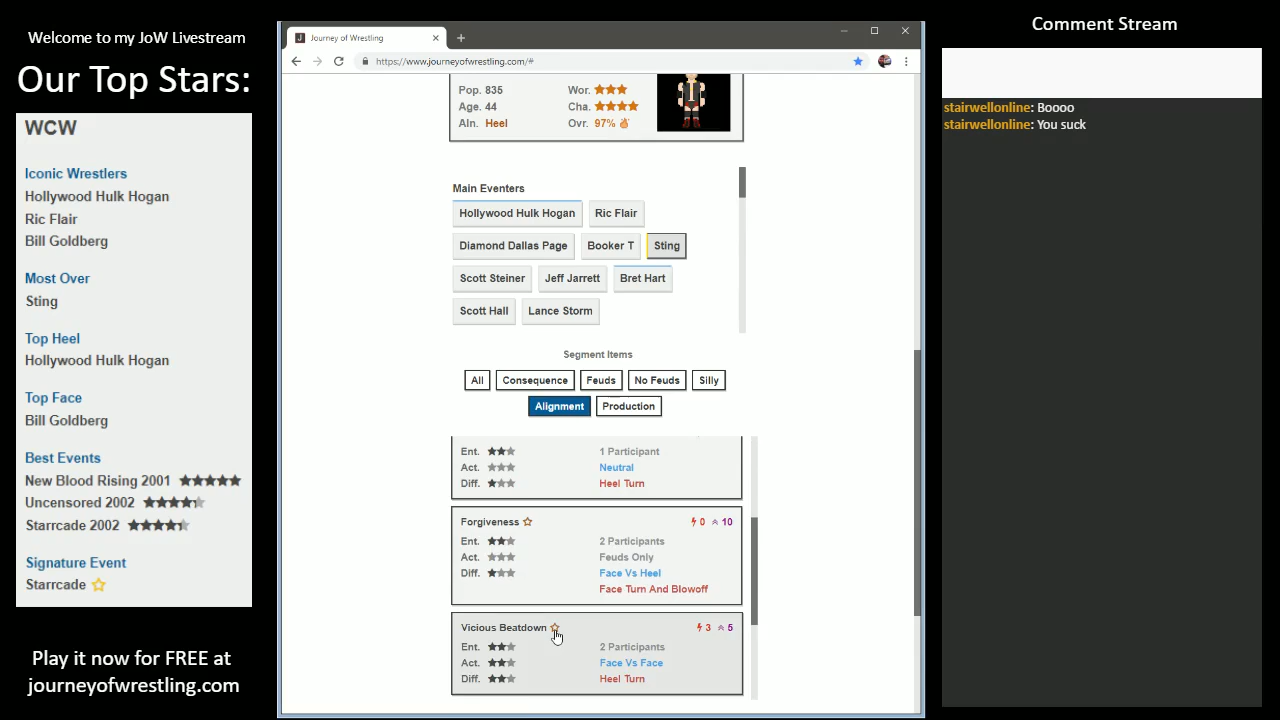 Welcome to my JoW Livestream
Our Top Stars:
WCW
Iconic Wrestlers
Hollywood Hulk Hogan
Ric Flair
Bill Goldberg
Most Over
Sting
Top Heel
Hollywood Hulk Hogan
Top Face
Bill Goldberg
Best Events
New Blood Rising 2001 ★★★★★
Uncensored 2002
Starrcade 2002
Signature Event
Starrcade
Play it now for FREE at
journeyofwrestling.com
Journey of Wrestling
https://www.journeyofwrestling.com/#
Pop. 835 Wor.
Age. 44 Cha.
Aln. Heel Ovr. 97%
Main Eventers
Hollywood Hulk Hogan Ric Flair
Diamond Dallas Page Booker T Sting
Scott Steiner Jeff Jarrett Bret Hart
Scott Hall Lance Storm
Segment Items
All Consequence Feuds No Feuds Silly
Alignment Production
Ent. 1 Participant
Act. Neutral
Diff. Heel Turn
Forgiveness 0 10
Ent. 2 Participants
Act. Feuds Only
Diff. Face Vs Heel
Face Turn And Blowoff
Vicious Beatdown 3 5
Ent. 2 Participants
Act. Face Vs Face
Diff. Heel Turn
Comment Stream
stairwellonline: Boooo
stairwellonline: You suck